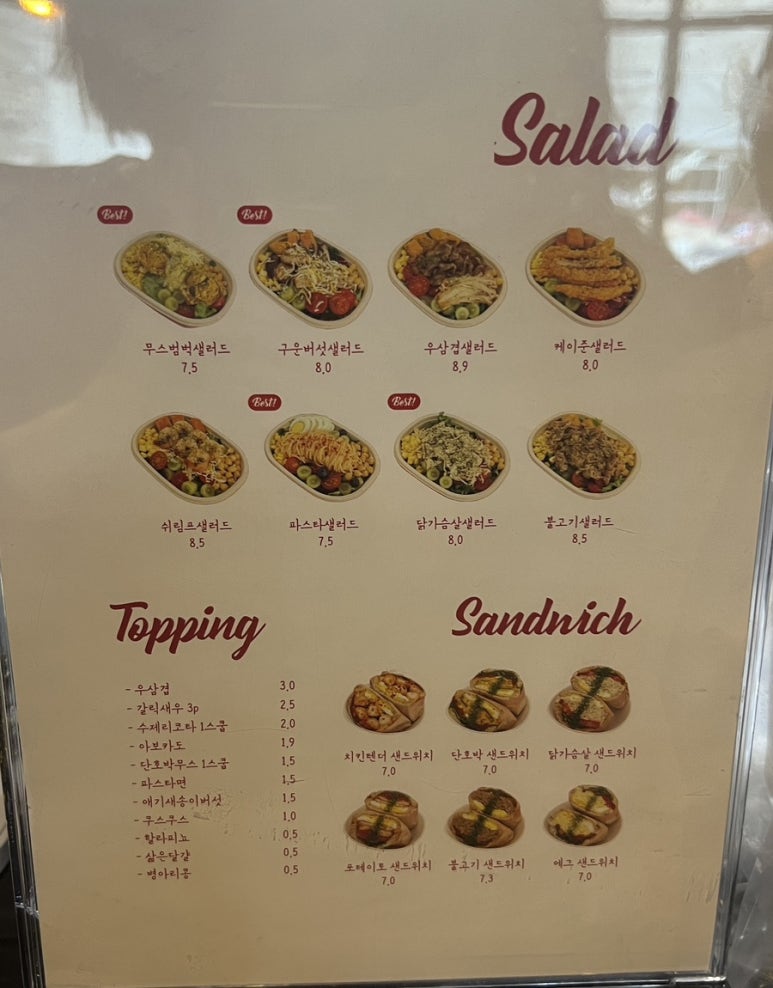 Salad
Best!
Best!
무스범벅샐러드
구운버섯샐러드
우삼겹샐러드
케이준샐러드
7.5
8.0
8.9
8.0
Best!
Best!
쉬림프샐러드
파스타샐러드
닭가슴살샐러드
불고기샐러드
8.5
7.5
8.0
8.5
Topping
- 우삼겹 3.0
- 갈릭새우 3p 2.5
- 수제리코타 1스쿱 2.0
- 아보카도 1.9
- 단호박무스 1스쿱 1.5
- 파스타면 1.5
- 애기새송이버섯 1.5
- 쿠스쿠스 1.0
- 할라피뇨 0.5
- 삶은달걀 0.5
- 병아리콩 0.5
Sandwich
치킨텐더 샌드위치
단호박 샌드위치
닭가슴살 샌드위치
7.0
7.0
7.0
포테이토 샌드위치
불고기 샌드위치
에그 샌드위치
7.0
7.3
7.0